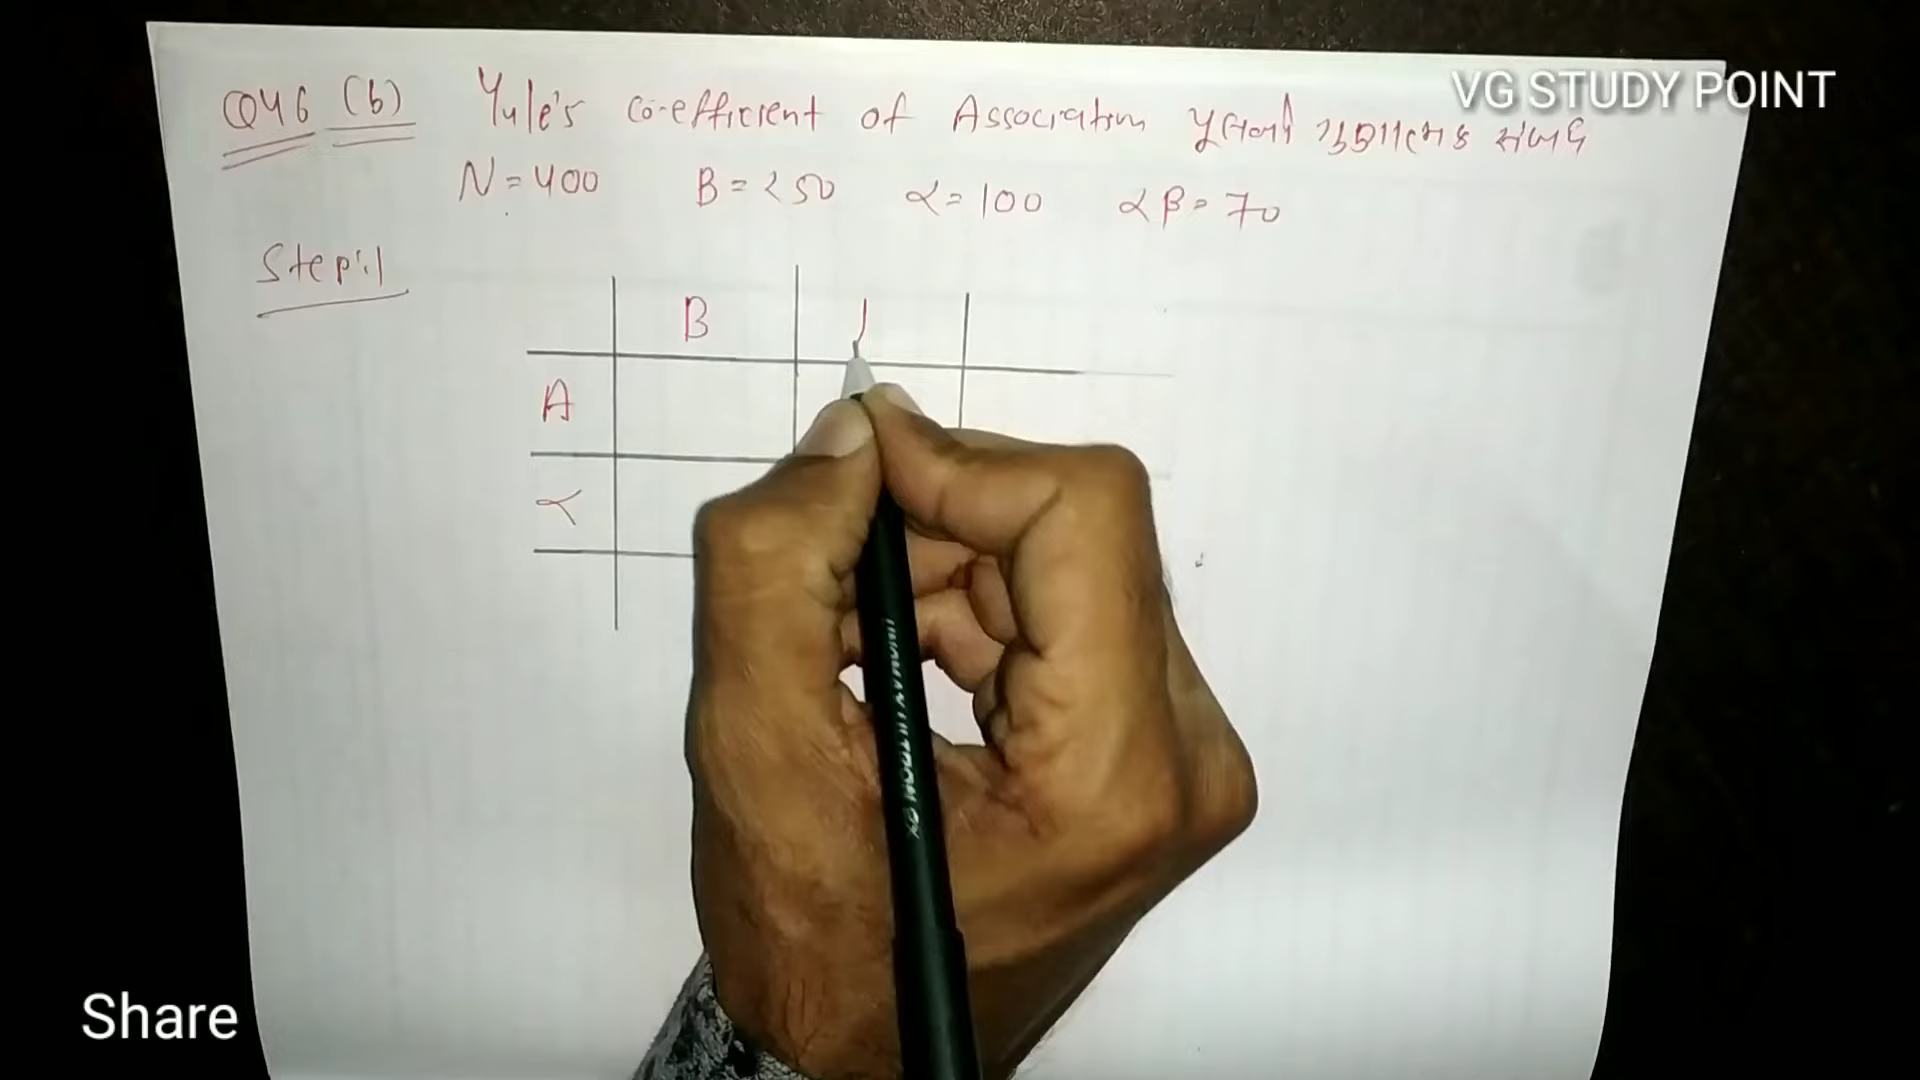 VG STUDY POINT
Q46 (b) Yule's co-efficient of Association
N = 400 B = 250 α = 100 αβ = 70
Step:1
B
A
α
Share